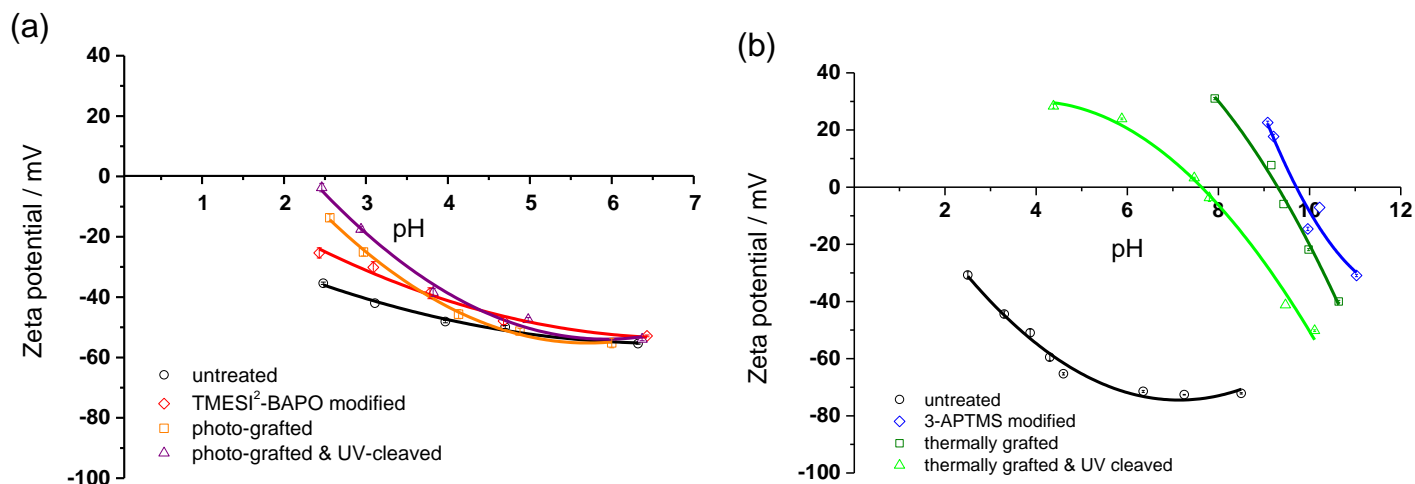 (a)
40
20
0
-20
-40
-60
-80
-100
Zeta potential / mV
1 2 3 4 5 6 7
pH
untreated
TMESI²-BAPO modified
photo-grafted
photo-grafted & UV-cleaved
(b)
40
20
0
-20
-40
-60
-80
-100
Zeta potential / mV
2 4 6 8 10 12
pH
untreated
3-APTMS modified
thermally grafted
thermally grafted & UV cleaved